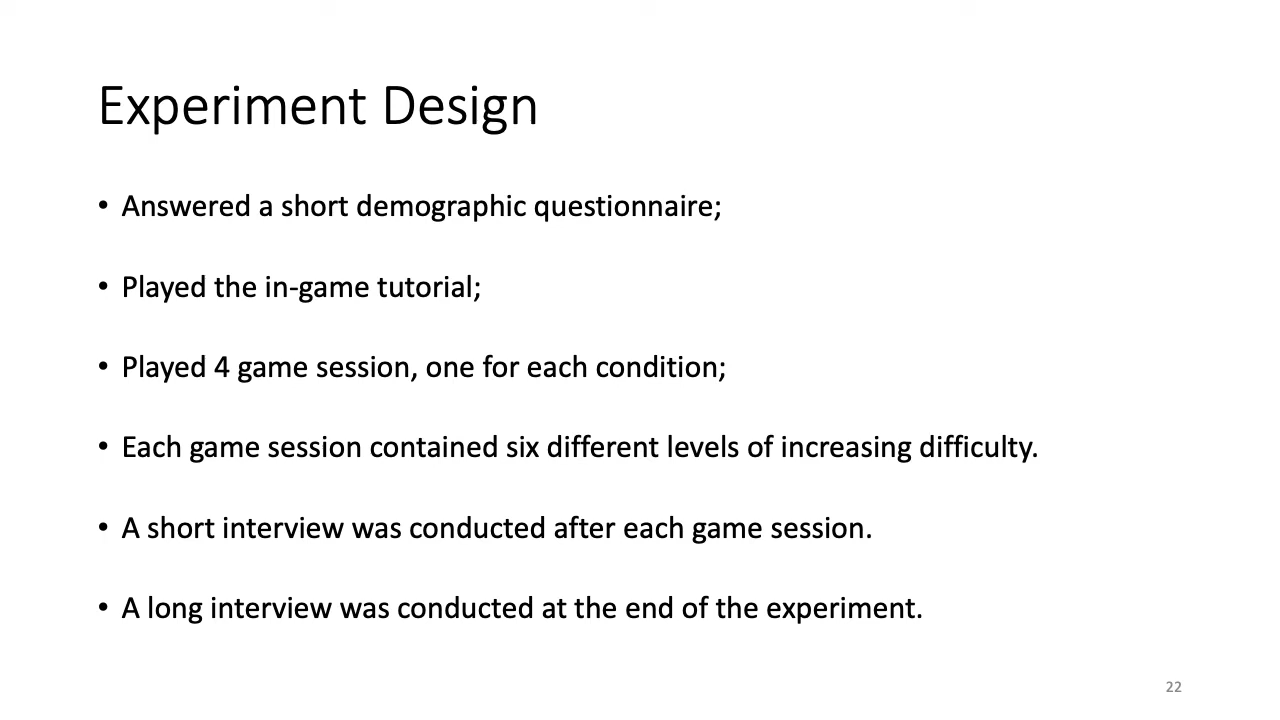 Experiment Design
• Answered a short demographic questionnaire;
• Played the in-game tutorial;
• Played 4 game session, one for each condition;
• Each game session contained six different levels of increasing difficulty.
• A short interview was conducted after each game session.
• A long interview was conducted at the end of the experiment.
22